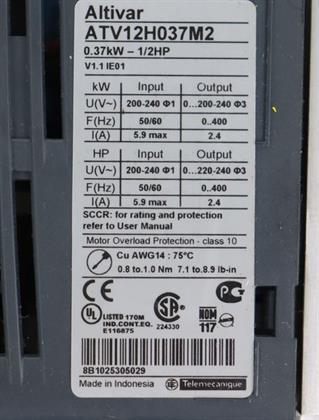 Altivar
ATV12H037M2
0.37kW – 1/2HP
V1.1 IE01
kW Input Output
U(V~) 200-240 Φ1 0...200-240 Φ3
F(Hz) 50/60 0..400
I(A) 5.9 max 2.4
HP Input Output
U(V~) 200-240 Φ1 0...220-240 Φ3
F(Hz) 50/60 0..400
I(A) 5.9 max 2.4
SCCR: for rating and protection
refer to User Manual
Motor Overload Protection - class 10
Cu AWG14 : 75°C
0.8 to 1.0 Nm 7.1 to 8.9 lb-in
CE SA NOM
UL LISTED 170M
IND.CONT.EQ.
E116875
224330
117
8B1025305029
Made in Indonesia
Telemecanique